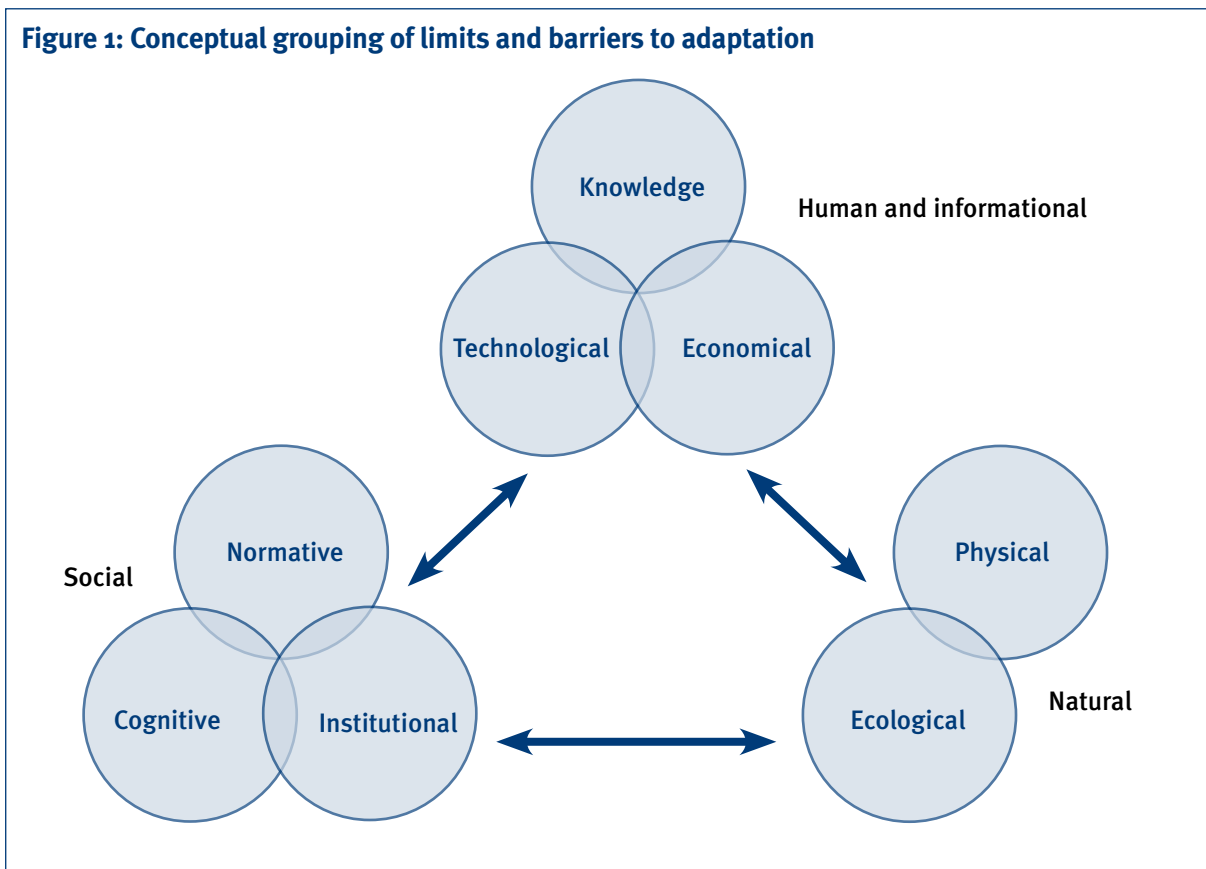 Figure 1: Conceptual grouping of limits and barriers to adaptation
Knowledge
Human and informational
Technological
Economical
Normative
Social
Cognitive
Institutional
Physical
Ecological
Natural